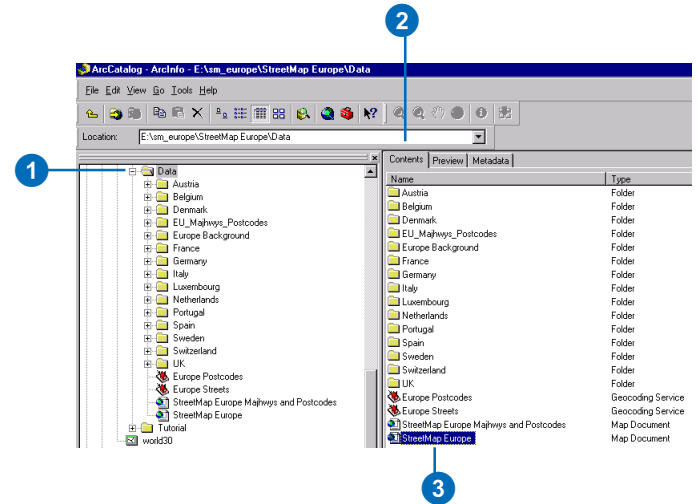 2
ArcCatalog - ArcInfo - E:\sm_europe\StreetMap Europe\Data
File Edit View Go Tools Help
Location: E:\sm_europe\StreetMap Europe\Data
1
Data
Austria
Belgium
Denmark
EU_Majhwys_Postcodes
Europe Background
France
Germany
Italy
Luxembourg
Netherlands
Portugal
Spain
Sweden
Switzerland
UK
Europe Postcodes
Europe Streets
StreetMap Europe Majhwys and Postcodes
StreetMap Europe
Tutorial
world30
Contents Preview Metadata
Name Type
Austria Folder
Belgium Folder
Denmark Folder
EU_Majhwys_Postcodes Folder
Europe Background Folder
France Folder
Germany Folder
Italy Folder
Luxembourg Folder
Netherlands Folder
Portugal Folder
Spain Folder
Sweden Folder
Switzerland Folder
UK Folder
Europe Postcodes Geocoding Service
Europe Streets Geocoding Service
StreetMap Europe Majhwys and Postcodes Map Document
StreetMap Europe Map Document
3